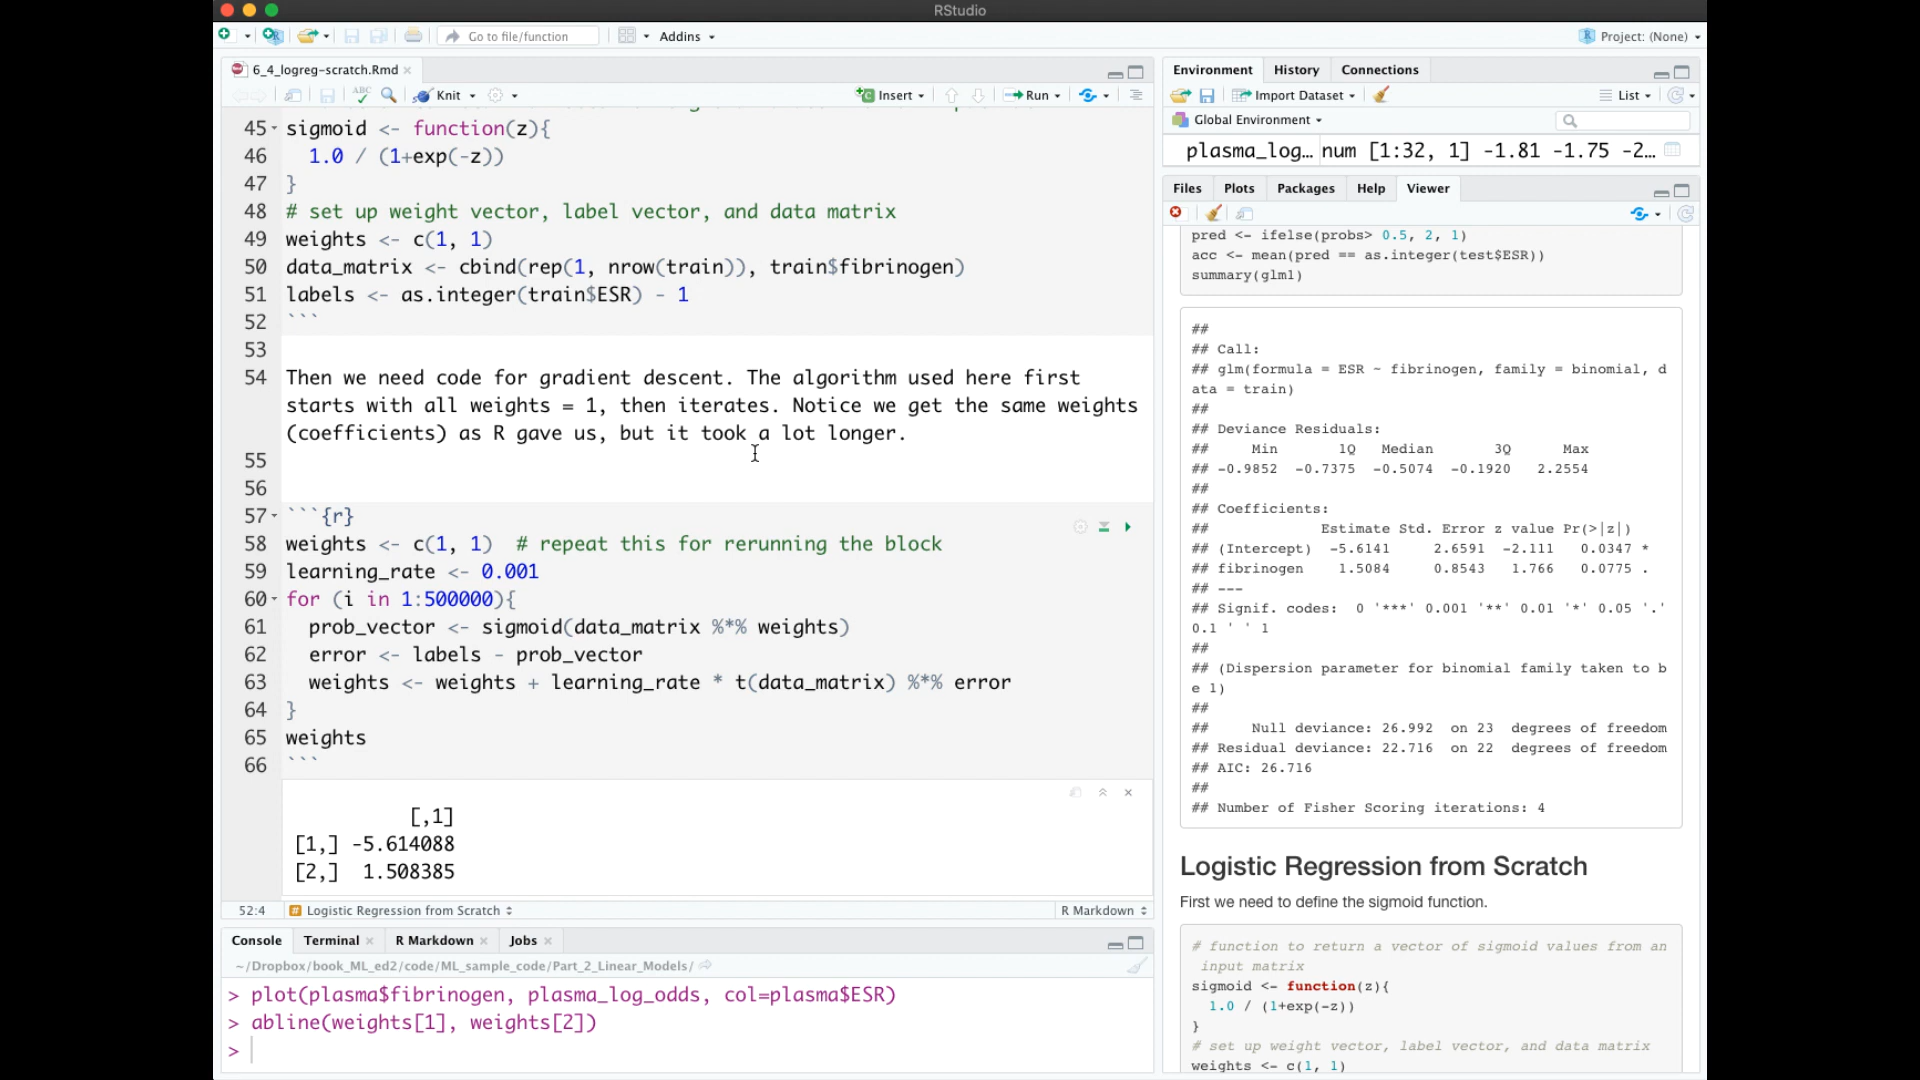 RStudio
Go to file/function
Addins
Project: (None)
6_4_logreg-scratch.Rmd
ABC
Knit
Insert
Run
45 sigmoid <- function(z){
46 1.0 / (1+exp(-z))
47 }
48 # set up weight vector, label vector, and data matrix
49 weights <- c(1, 1)
50 data_matrix <- cbind(rep(1, nrow(train)), train$fibrinogen)
51 labels <- as.integer(train$ESR) - 1
52 ```
53
54 Then we need code for gradient descent. The algorithm used here first
starts with all weights = 1, then iterates. Notice we get the same weights
(coefficients) as R gave us, but it took a lot longer.
55
56
57 ```{r}
58 weights <- c(1, 1)  # repeat this for rerunning the block
59 learning_rate <- 0.001
60 for (i in 1:500000){
61 prob_vector <- sigmoid(data_matrix %*% weights)
62 error <- labels - prob_vector
63 weights <- weights + learning_rate * t(data_matrix) %*% error
64 }
65 weights
66 ```
[,1]
[1,] -5.614088
[2,] 1.508385
52:4
# Logistic Regression from Scratch
R Markdown
Console
Terminal
R Markdown
Jobs
~/Dropbox/book_ML_ed2/code/ML_sample_code/Part_2_Linear_Models/
> plot(plasma$fibrinogen, plasma_log_odds, col=plasma$ESR)
> abline(weights[1], weights[2])
>
Environment
History
Connections
Import Dataset
List
Global Environment
plasma_log… num [1:32, 1] -1.81 -1.75 -2…
Files
Plots
Packages
Help
Viewer
pred <- ifelse(probs> 0.5, 2, 1)
acc <- mean(pred == as.integer(test$ESR))
summary(glm1)
##
## Call:
## glm(formula = ESR ~ fibrinogen, family = binomial, d
ata = train)
##
## Deviance Residuals:
## Min 1Q Median 3Q Max
## -0.9852 -0.7375 -0.5074 -0.1920 2.2554
##
## Coefficients:
## Estimate Std. Error z value Pr(>|z|)
## (Intercept) -5.6141 2.6591 -2.111 0.0347 *
## fibrinogen 1.5084 0.8543 1.766 0.0775 .
## ---
## Signif. codes: 0 '***' 0.001 '**' 0.01 '*' 0.05 '.'
0.1 ' ' 1
##
## (Dispersion parameter for binomial family taken to b
e 1)
##
## Null deviance: 26.992 on 23 degrees of freedom
## Residual deviance: 22.716 on 22 degrees of freedom
## AIC: 26.716
##
## Number of Fisher Scoring iterations: 4
Logistic Regression from Scratch
First we need to define the sigmoid function.
# function to return a vector of sigmoid values from an
input matrix
sigmoid <- function(z){
1.0 / (1+exp(-z))
}
# set up weight vector, label vector, and data matrix
weights <- c(1, 1)